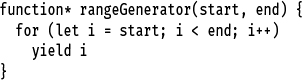 function* rangeGenerator(start, end) {
  for (let i = start; i < end; i++)
    yield i
}